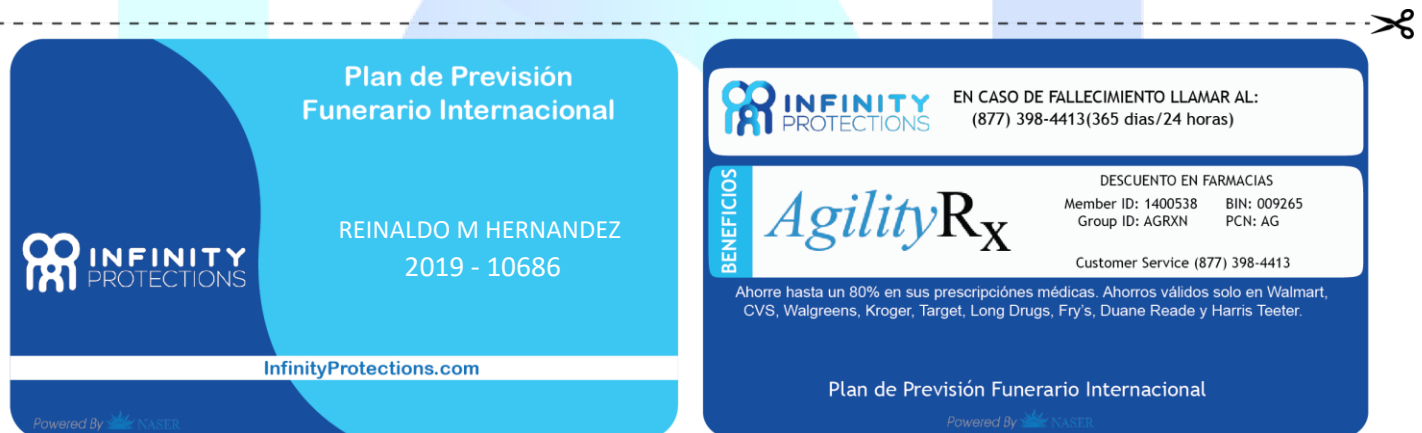 Plan de Previsión
Funerario Internacional
REINALDO M HERNANDEZ
2019 - 10686
INFINITY
PROTECTIONS
InfinityProtections.com
Powered By NASER
INFINITY
PROTECTIONS
EN CASO DE FALLECIMIENTO LLAMAR AL:
(877) 398-4413(365 dias/24 horas)
BENEFICIOS
AgilityRx
DESCUENTO EN FARMACIAS
Member ID: 1400538 BIN: 009265
Group ID: AGRXN PCN: AG
Customer Service (877) 398-4413
Ahorre hasta un 80% en sus prescripciónes médicas. Ahorros válidos solo en Walmart,
CVS, Walgreens, Kroger, Target, Long Drugs, Fry's, Duane Reade y Harris Teeter.
Plan de Previsión Funerario Internacional
Powered By NASER